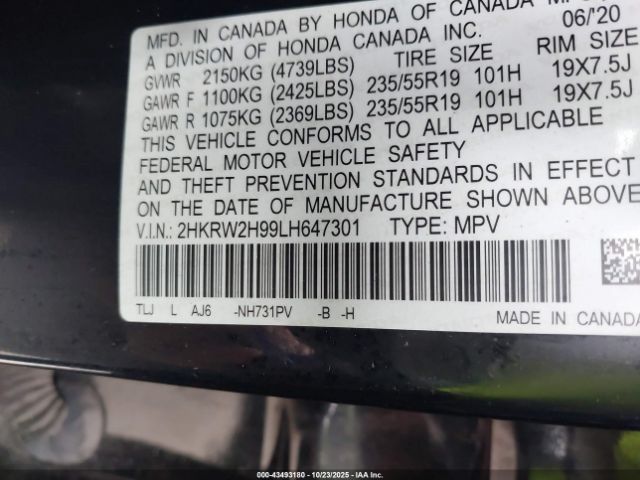 MFD. IN CANADA BY HONDA OF CANADA MFG.
A DIVISION OF HONDA CANADA INC. 06/'20
GVWR 2150KG (4739LBS) TIRE SIZE RIM SIZE
GAWR F 1100KG (2425LBS) 235/55R19 101H 19X7.5J
GAWR R 1075KG (2369LBS) 235/55R19 101H 19X7.5J
THIS VEHICLE CONFORMS TO ALL APPLICABLE
FEDERAL MOTOR VEHICLE SAFETY
AND THEFT PREVENTION STANDARDS IN EFFECT
ON THE DATE OF MANUFACTURE SHOWN ABOVE
V.I.N.: 2HKRW2H99LH647301 TYPE: MPV
TLJ L AJ6 -NH731PV -B -H
MADE IN CANADA
000-43493180 | 10/23/2025 | IAA Inc.